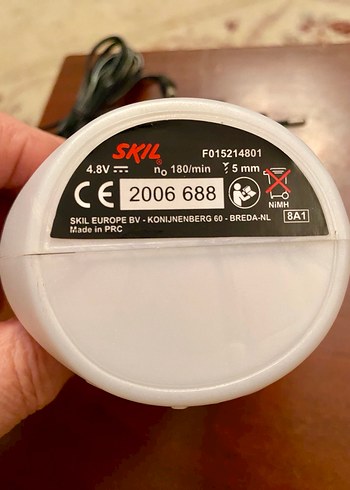 SKIL®
F015214801
4.8V n₀ 180/min 5 mm
CE 2006 688
NiMH
SKIL EUROPE BV - KONIJNENBERG 60 - BREDA-NL 8A1
Made in PRC